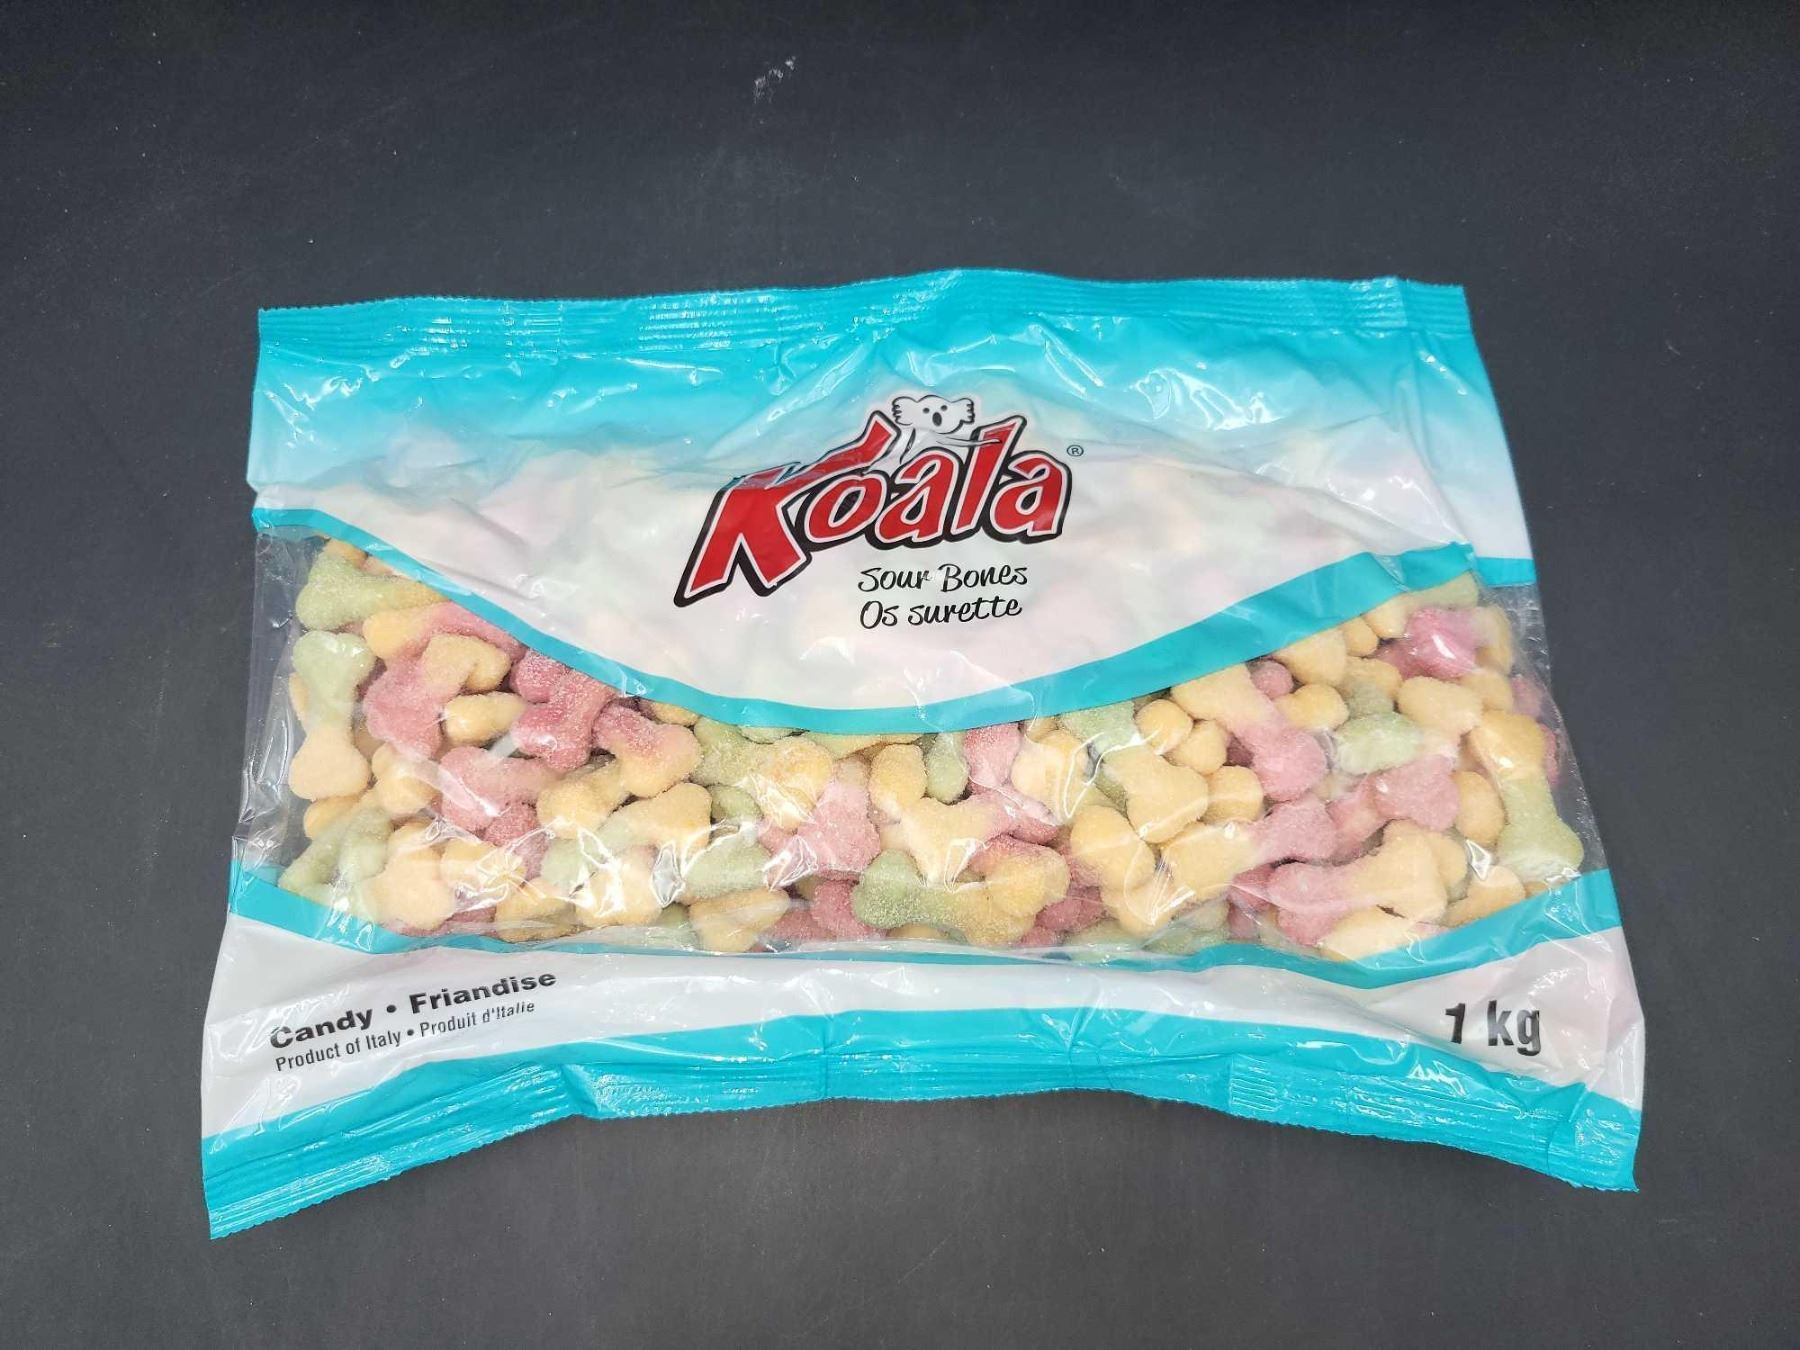 Koala®
Sour Bones
Os surette
Candy • Friandise
Product of Italy • Produit d'Italie
1 kg